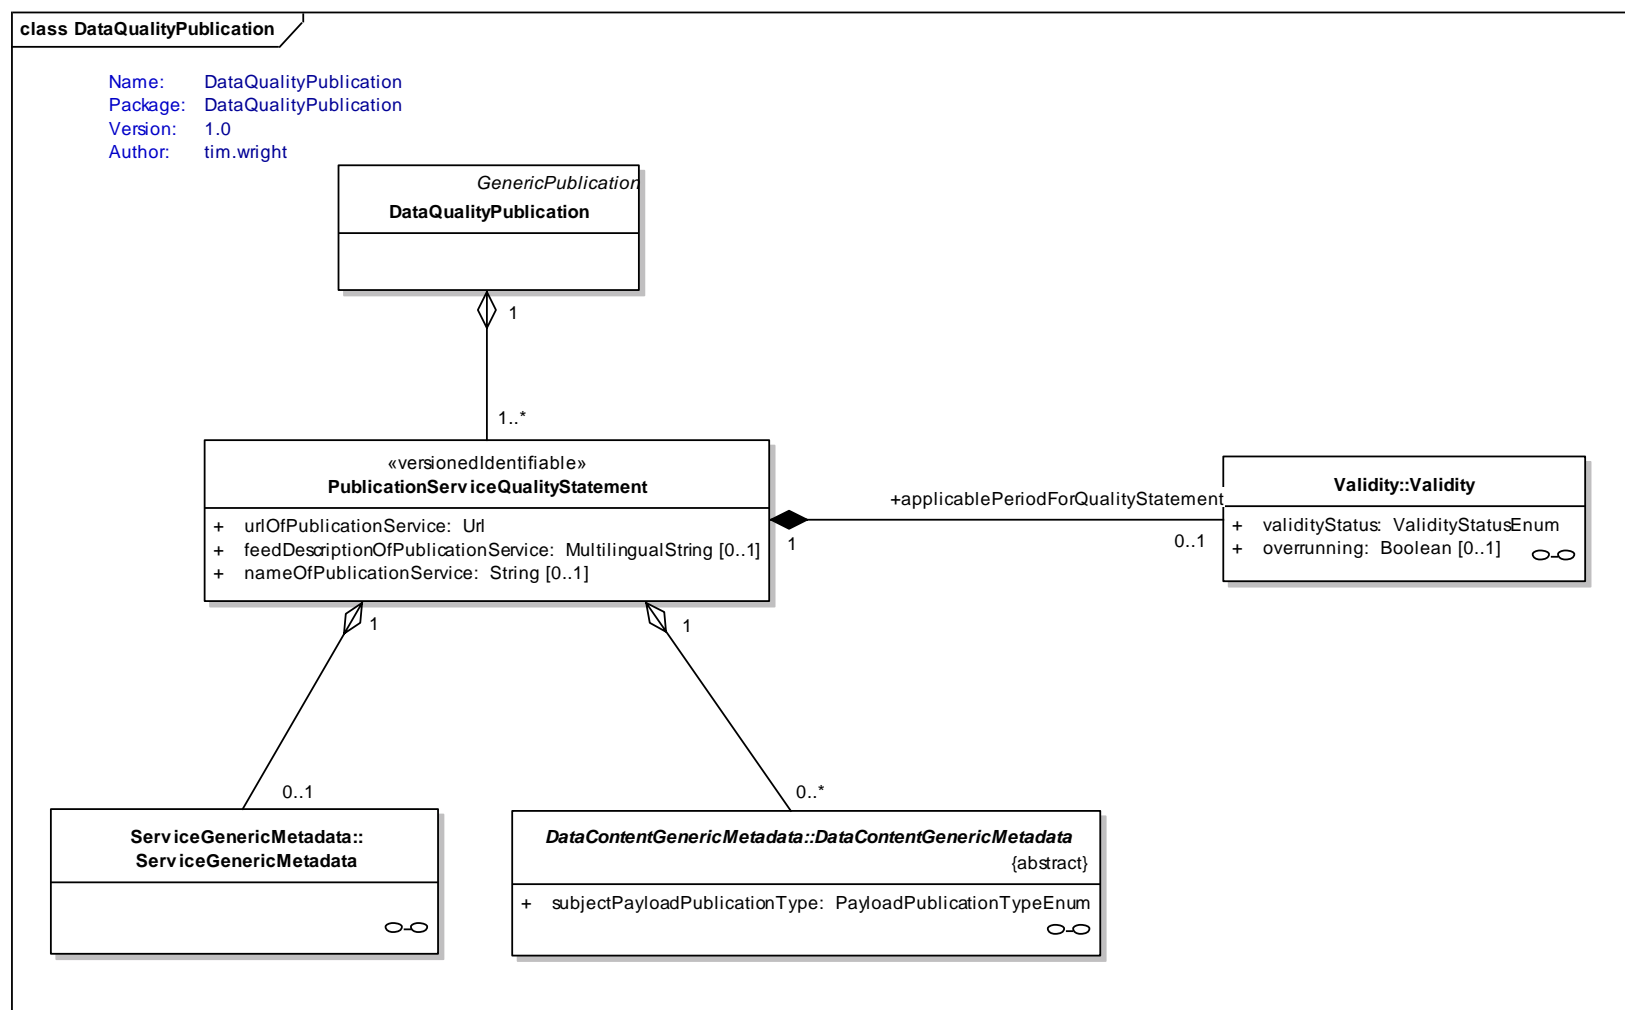 class DataQualityPublication
Name: DataQualityPublication
Package: DataQualityPublication
Version: 1.0
Author: tim.wright
GenericPublication
DataQualityPublication
1
1..*
«versionedIdentifiable»
PublicationServiceQualityStatement
+ urlOfPublicationService: Url
+ feedDescriptionOfPublicationService: MultilingualString [0..1]
+ nameOfPublicationService: String [0..1]
+applicablePeriodForQualityStatement
1
0..1
Validity::Validity
+ validityStatus: ValidityStatusEnum
+ overrunning: Boolean [0..1]
1
1
0..1
0..*
ServiceGenericMetadata::
ServiceGenericMetadata
DataContentGenericMetadata::DataContentGenericMetadata
{abstract}
+ subjectPayloadPublicationType: PayloadPublicationTypeEnum